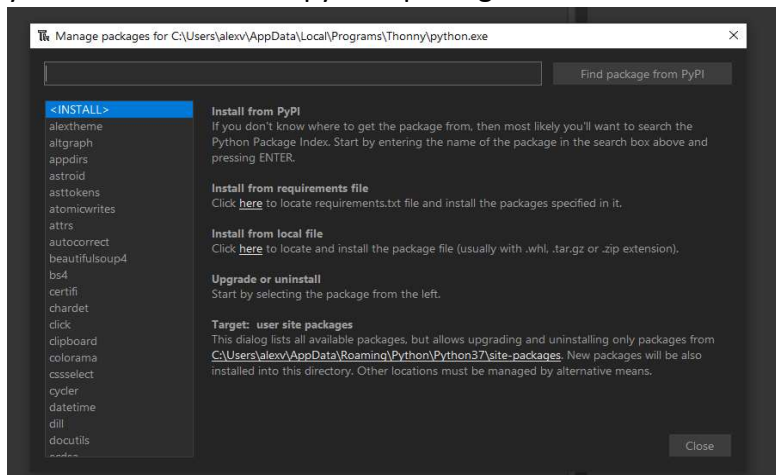 Manage packages for C:\Users\alexv\AppData\Local\Programs\Thonny\python.exe
Find package from PyPI
<INSTALL>
alextheme
altgraph
appdirs
astroid
asttokens
atomicwrites
attrs
autocorrect
beautifulsoup4
bs4
certifi
chardet
click
clipboard
colorama
cssselect
cycler
datetime
dill
docutils
Install from PyPI
If you don't know where to get the package from, then most likely you'll want to search the
Python Package Index. Start by entering the name of the package in the search box above and
pressing ENTER.
Install from requirements file
Click here to locate requirements.txt file and install the packages specified in it.
Install from local file
Click here to locate and install the package file (usually with .whl, .tar.gz or .zip extension).
Upgrade or uninstall
Start by selecting the package from the left.
Target: user site packages
This dialog lists all available packages, but allows upgrading and uninstalling only packages from
C:\Users\alexv\AppData\Roaming\Python\Python37\site-packages. New packages will be also
installed into this directory. Other locations must be managed by alternative means.
Close